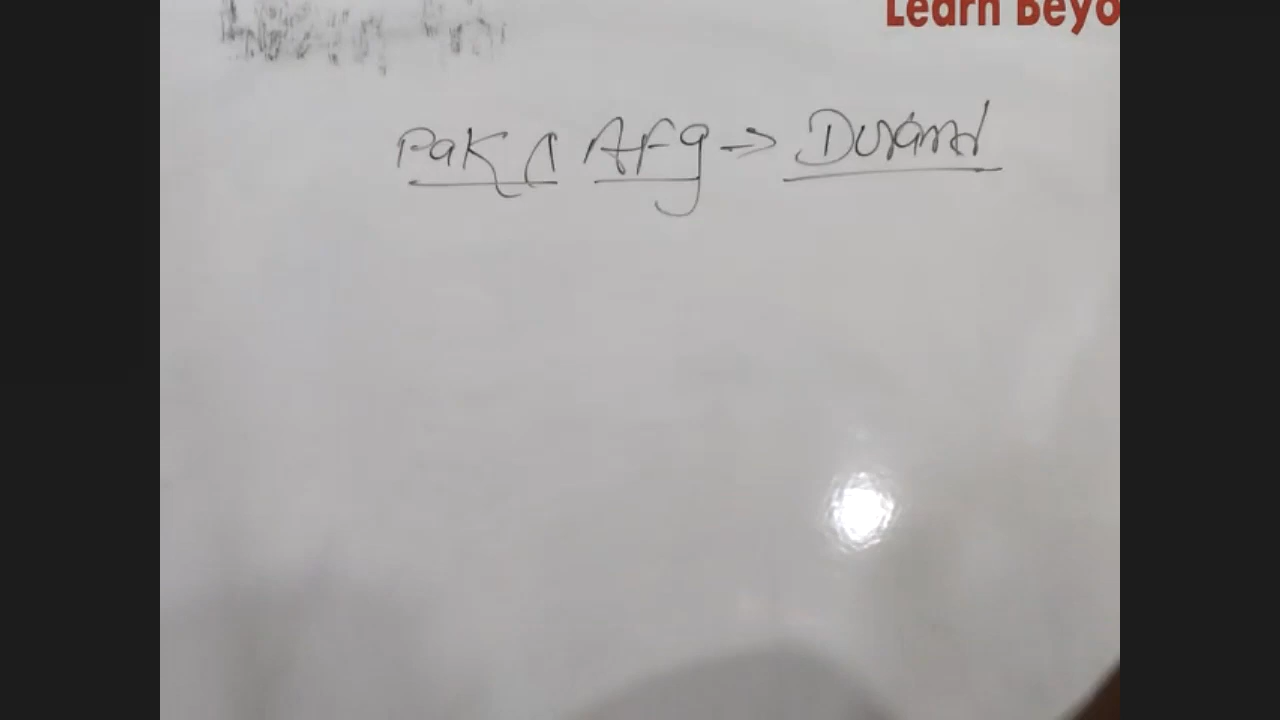 Learn Beyo
Pak Λ Afg → Durand